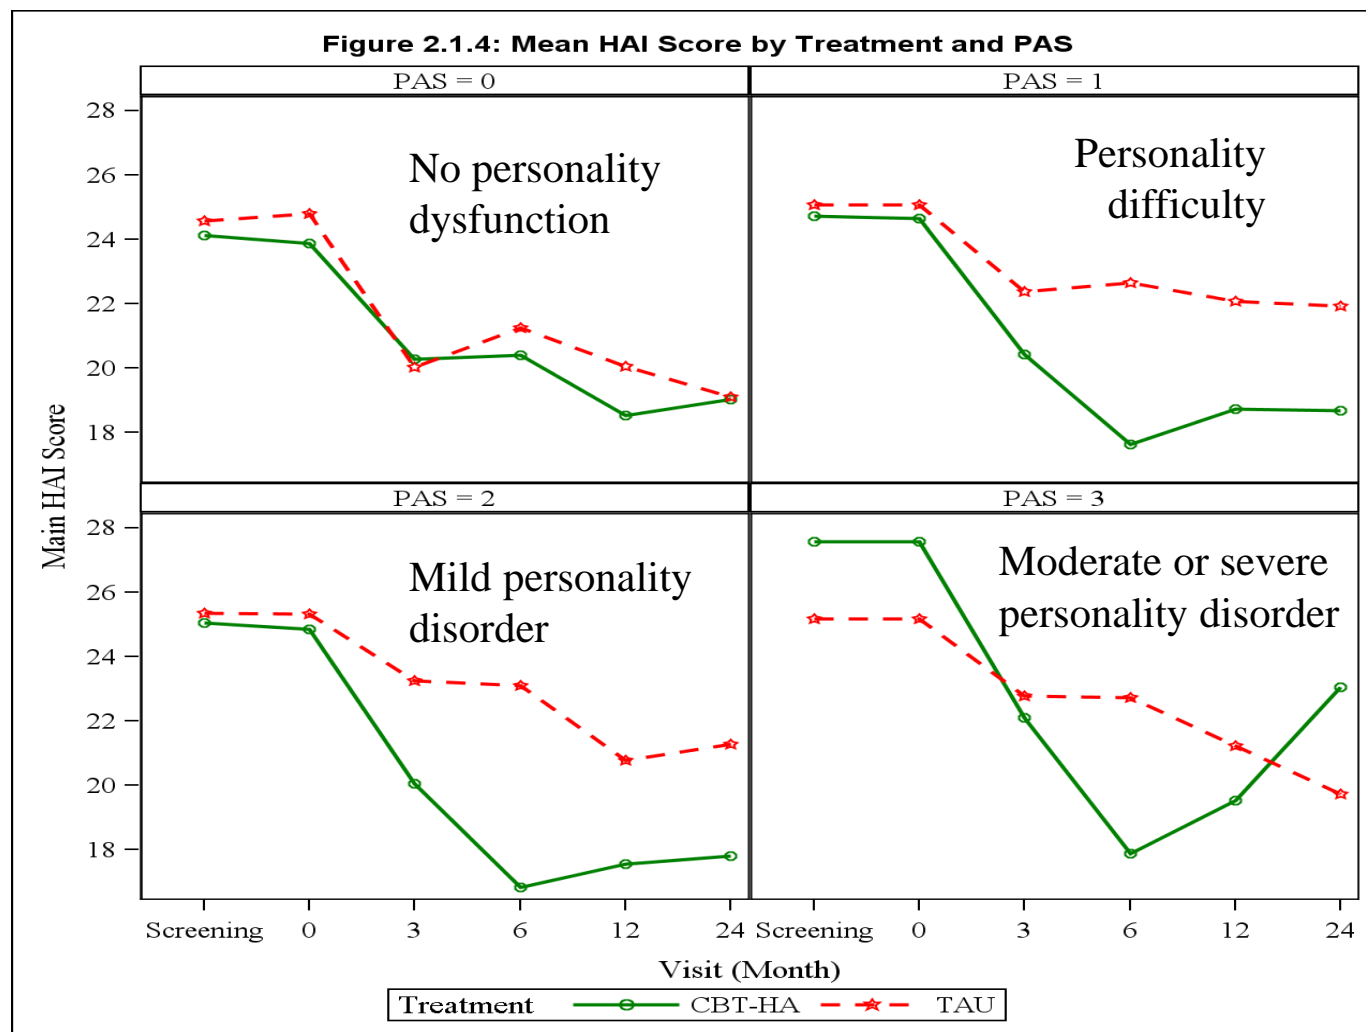 Figure 2.1.4: Mean HAI Score by Treatment and PAS
PAS = 0
PAS = 1
28
26
24
22
20
18
No personality
dysfunction
Personality
difficulty
Main HAI Score
PAS = 2
PAS = 3
28
26
24
22
20
18
Mild personality
disorder
Moderate or severe
personality disorder
Screening 0 3 6 12 24 Screening 0 3 6 12 24
Visit (Month)
Treatment CBT-HA TAU